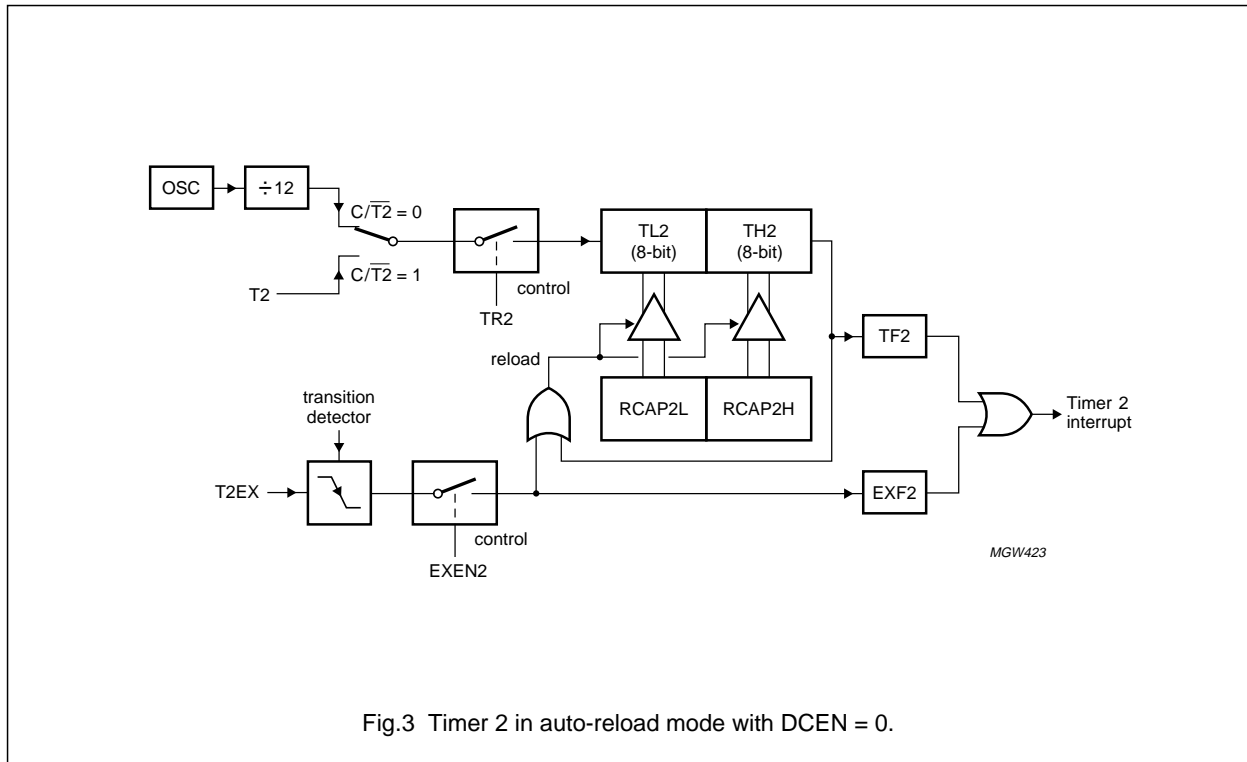 OSC
÷12
C/T2 = 0
C/T2 = 1
T2
control
TR2
TL2
(8-bit)
TH2
(8-bit)
reload
RCAP2L
RCAP2H
TF2
Timer 2
interrupt
transition
detector
T2EX
control
EXEN2
EXF2
MGW423
Fig.3 Timer 2 in auto-reload mode with DCEN = 0.